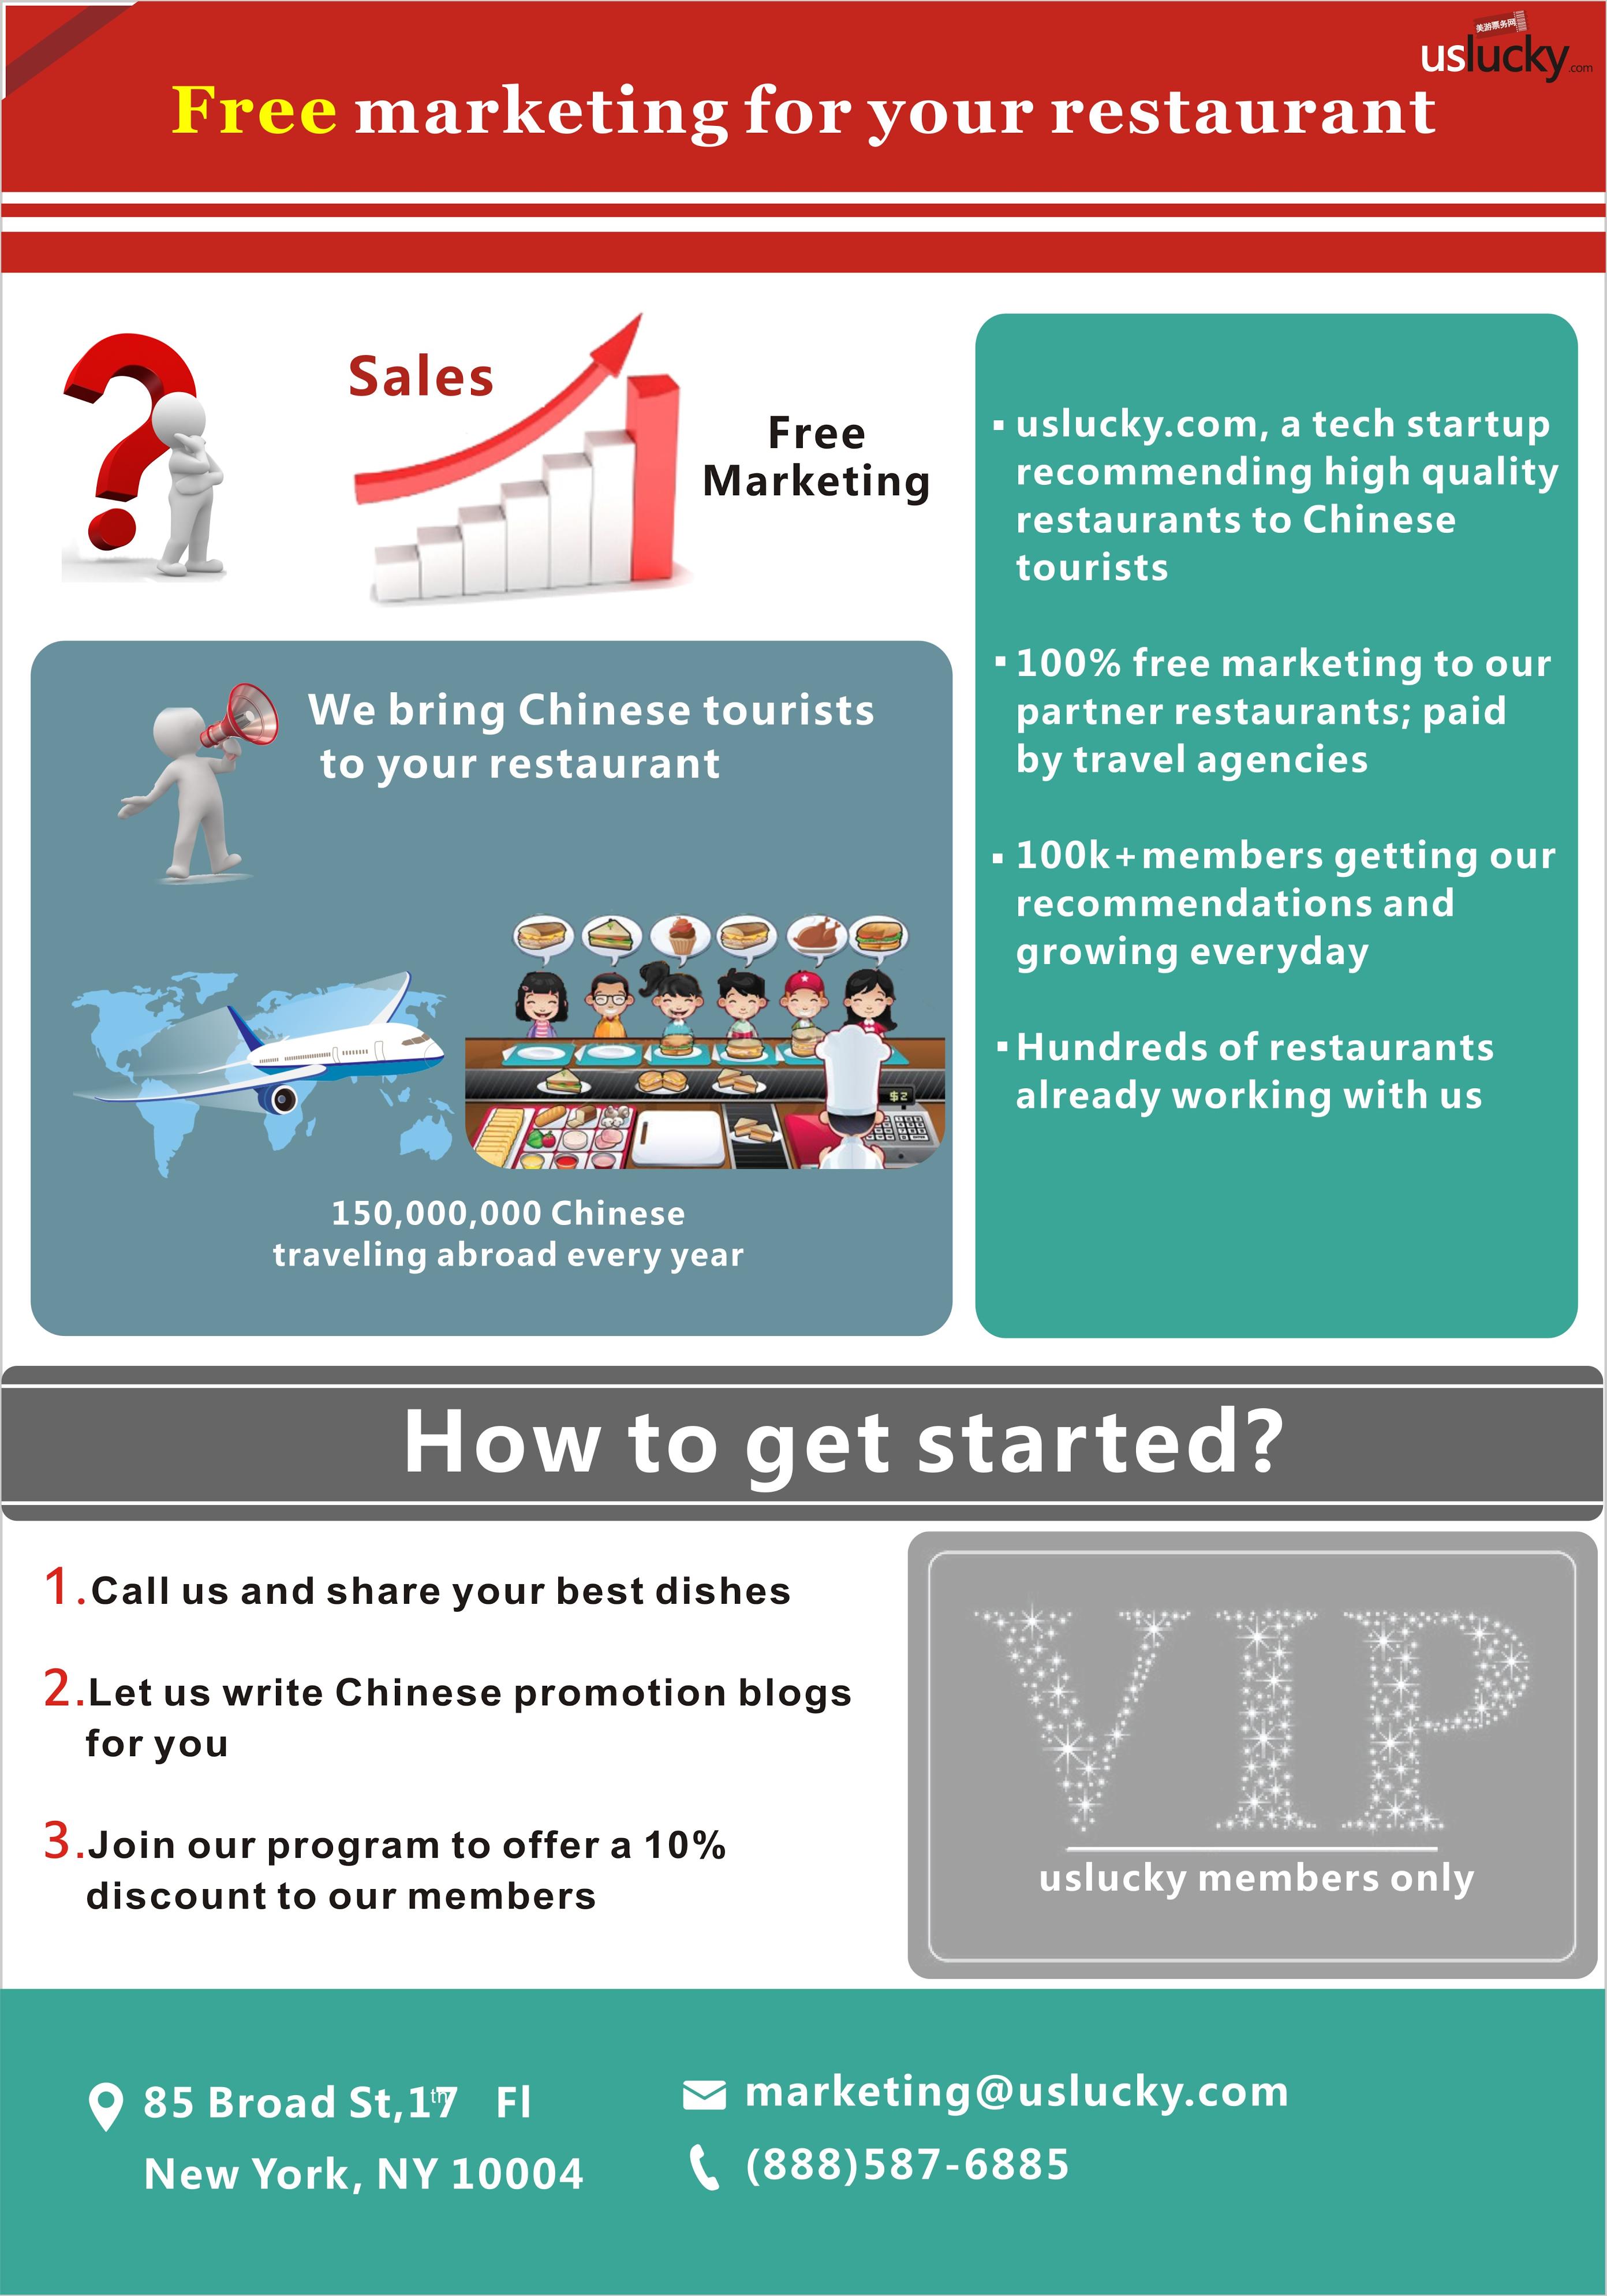 美游票务网
uslucky.com
Free marketing for your restaurant
Sales
Free
Marketing
We bring Chinese tourists
to your restaurant
$2
150,000,000 Chinese
traveling abroad every year
▪ uslucky.com, a tech startup
recommending high quality
restaurants to Chinese
tourists
▪ 100% free marketing to our
partner restaurants; paid
by travel agencies
▪ 100k+members getting our
recommendations and
growing everyday
▪ Hundreds of restaurants
already working with us
How to get started?
1.Call us and share your best dishes
2.Let us write Chinese promotion blogs
for you
3.Join our program to offer a 10%
discount to our members
VIP
uslucky members only
85 Broad St,17th Fl
New York, NY 10004
marketing@uslucky.com
(888)587-6885